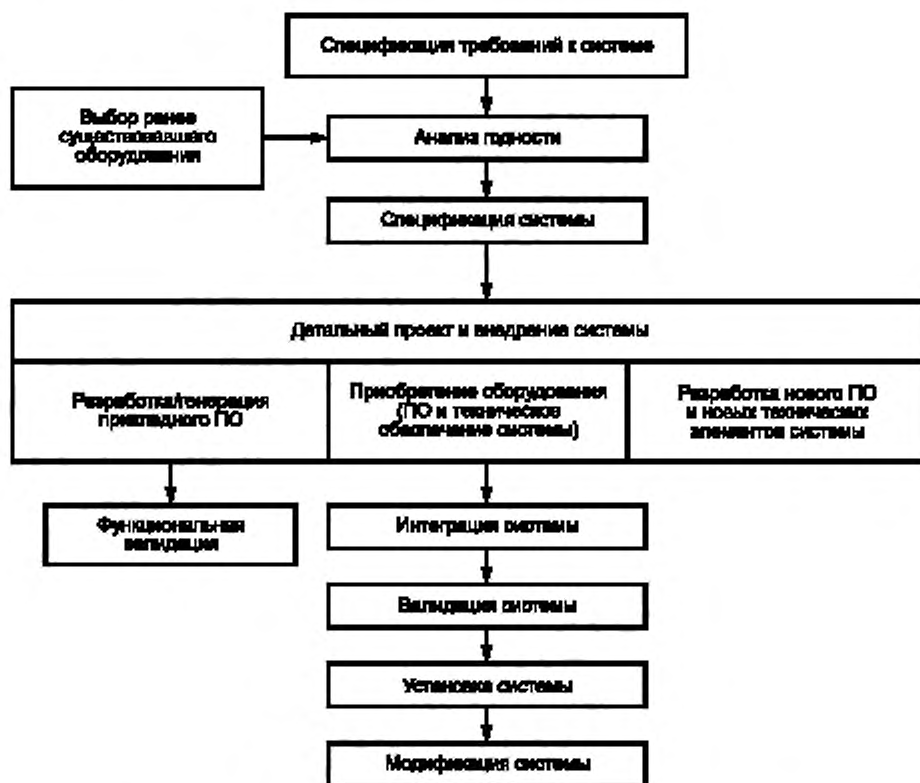 Спецификация требований к системе
Выбор ранее
существовавшего
оборудования
Анализ годности
Спецификация системы
Детальный проект и внедрение системы
Разработка/генерация
прикладного ПО
Приобретение оборудования
(ПО и техническое
обеспечение системы)
Разработка нового ПО
и новых технических
элементов системы
Функциональная
валидация
Интеграция системы
Валидация системы
Установка системы
Модификация системы